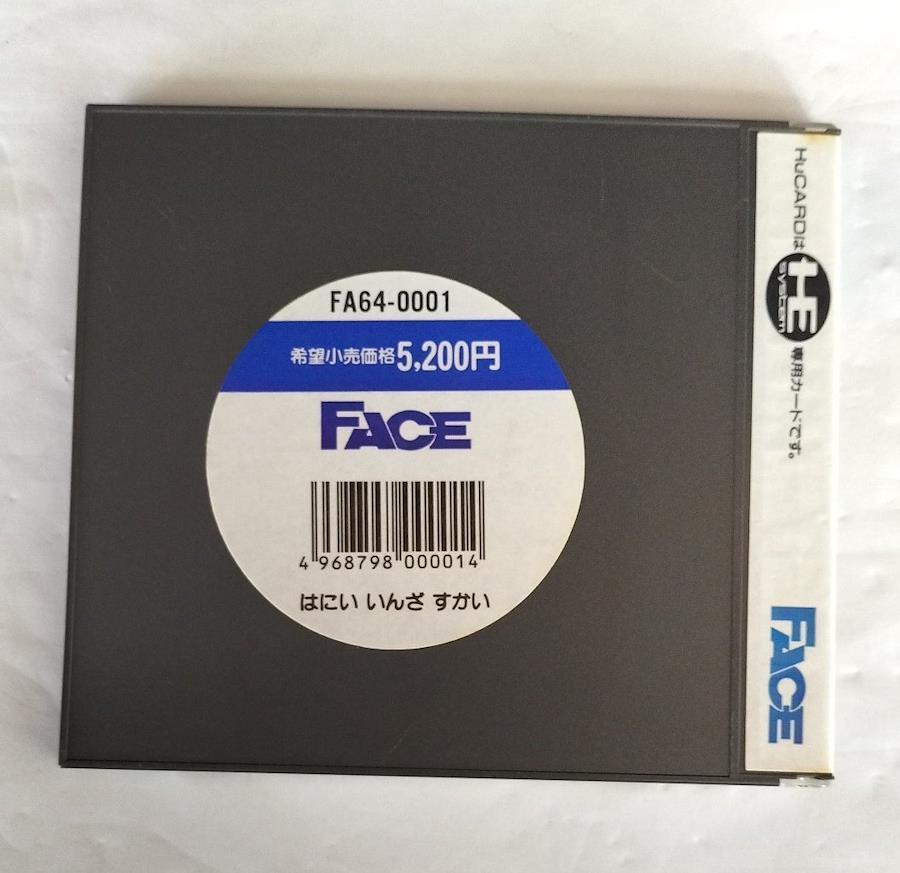 FA64-0001
希望小売価格5,200円
FACE
4 968798 000014
はにい いんざ すかい
HuCARDは HE system 専用カードです。
FACE